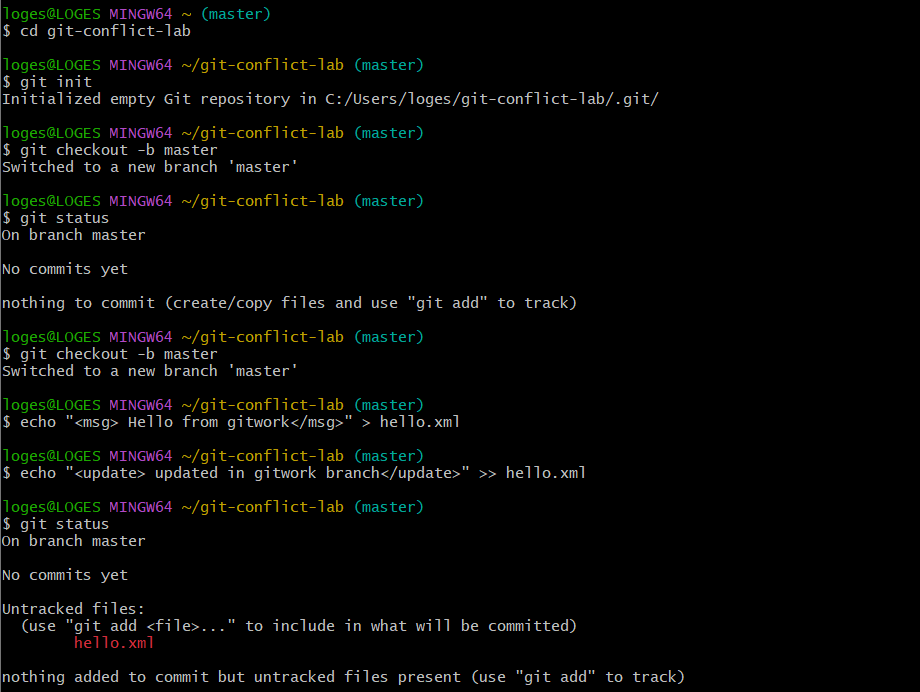 loges@LOGES MINGW64 ~ (master)
$ cd git-conflict-lab
loges@LOGES MINGW64 ~/git-conflict-lab (master)
$ git init
Initialized empty Git repository in C:/Users/loges/git-conflict-lab/.git/
loges@LOGES MINGW64 ~/git-conflict-lab (master)
$ git checkout -b master
Switched to a new branch 'master'
loges@LOGES MINGW64 ~/git-conflict-lab (master)
$ git status
On branch master
No commits yet
nothing to commit (create/copy files and use "git add" to track)
loges@LOGES MINGW64 ~/git-conflict-lab (master)
$ git checkout -b master
Switched to a new branch 'master'
loges@LOGES MINGW64 ~/git-conflict-lab (master)
$ echo "<msg> Hello from gitwork</msg>" > hello.xml
loges@LOGES MINGW64 ~/git-conflict-lab (master)
$ echo "<update> updated in gitwork branch</update>" >> hello.xml
loges@LOGES MINGW64 ~/git-conflict-lab (master)
$ git status
On branch master
No commits yet
Untracked files:
  (use "git add <file>..." to include in what will be committed)
        hello.xml
nothing added to commit but untracked files present (use "git add" to track)